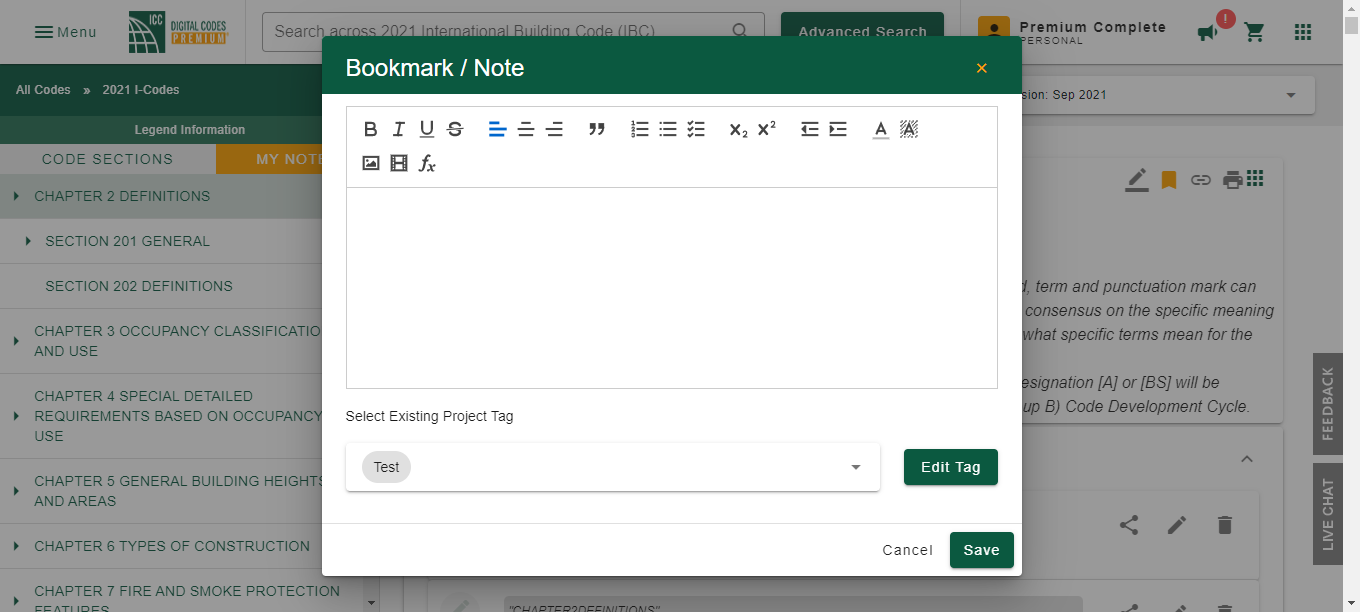 Menu
ICC
DIGITAL CODES
PREMIUM
Search across 2021 International Building Code (IBC)
Advanced Search
Premium Complete
PERSONAL
!
Bookmark / Note
×
All Codes » 2021 I-Codes
sion: Sep 2021
Legend Information
CODE SECTIONS
MY NOTE
CHAPTER 2 DEFINITIONS
SECTION 201 GENERAL
SECTION 202 DEFINITIONS
CHAPTER 3 OCCUPANCY CLASSIFICATIO
AND USE
CHAPTER 4 SPECIAL DETAILED
REQUIREMENTS BASED ON OCCUPANCY
USE
CHAPTER 5 GENERAL BUILDING HEIGHTS
AND AREAS
CHAPTER 6 TYPES OF CONSTRUCTION
CHAPTER 7 FIRE AND SMOKE PROTECTION
FEATURES
B I U S
X2 X2
A A
fx
Select Existing Project Tag
Test
Edit Tag
Cancel
Save
term and punctuation mark can
consensus on the specific meaning
what specific terms mean for the
esignation [A] or [BS] will be
up B) Code Development Cycle.
FEEDBACK
LIVE CHAT
"CHAPTER2DEFINITIONS"